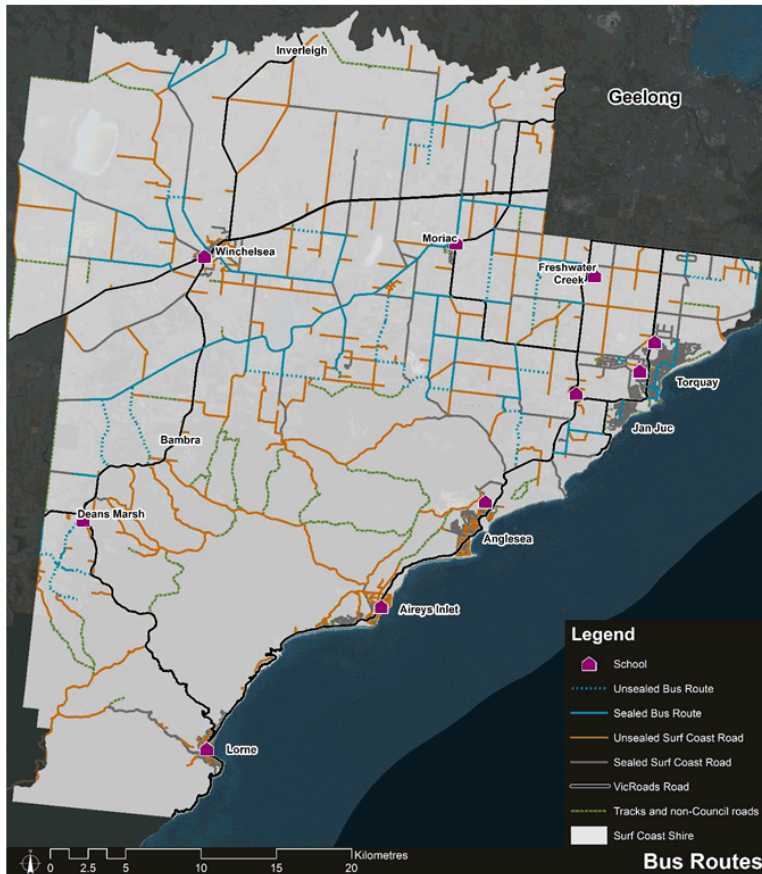 Inverleigh
Geelong
Moriac
Winchelsea
Freshwater
Creek
Torquay
Jan Juc
Bambra
Deans Marsh
Anglesea
Aireys Inlet
Lorne
Legend
School
Unsealed Bus Route
Sealed Bus Route
Unsealed Surf Coast Road
Sealed Surf Coast Road
VicRoads Road
Tracks and non-Council roads
Surf Coast Shire
Kilometres
0 2.5 5 10 15 20
Bus Routes